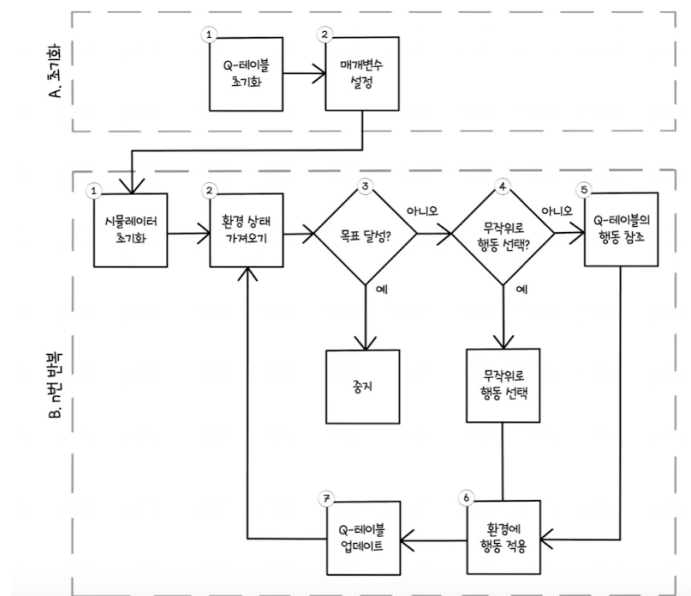 A. 초기화
1
Q-테이블
초기화
2
매개변수
설정
B. n번 반복
1
시뮬레이터
초기화
2
환경 상태
가져오기
3
목표 달성?
아니오
예
중지
4
무작위로
행동 선택?
아니오
예
무작위로
행동 선택
5
Q-테이블의
행동 참조
6
환경에
행동 적용
7
Q-테이블
업데이트